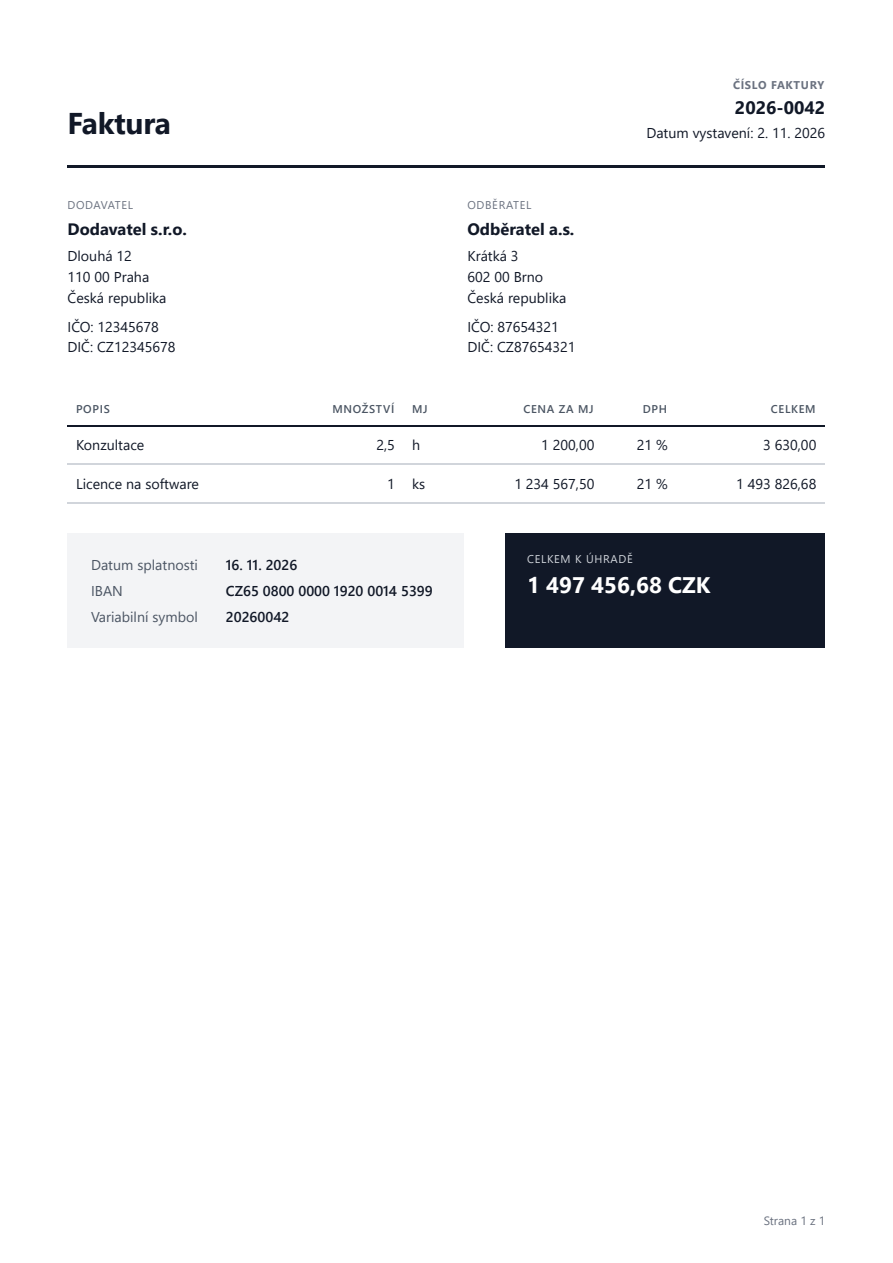 Faktura
ČÍSLO FAKTURY
2026-0042
Datum vystavení: 2. 11. 2026
DODAVATEL
Dodavatel s.r.o.
Dlouhá 12
110 00 Praha
Česká republika
IČO: 12345678
DIČ: CZ12345678
ODBĚRATEL
Odběratel a.s.
Krátká 3
602 00 Brno
Česká republika
IČO: 87654321
DIČ: CZ87654321
POPIS MNOŽSTVÍ MJ CENA ZA MJ DPH CELKEM
Konzultace 2,5 h 1 200,00 21 % 3 630,00
Licence na software 1 ks 1 234 567,50 21 % 1 493 826,68
Datum splatnosti 16. 11. 2026
IBAN CZ65 0800 0000 1920 0014 5399
Variabilní symbol 20260042
CELKEM K ÚHRADĚ
1 497 456,68 CZK
Strana 1 z 1